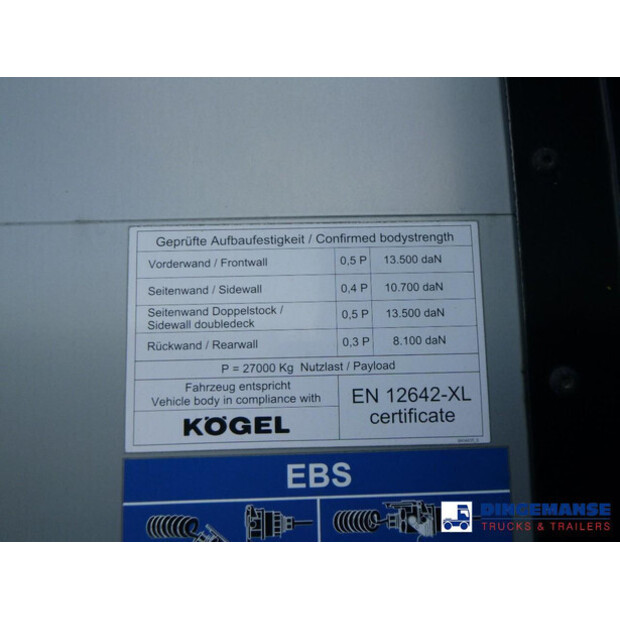 Geprüfte Aufbaufestigkeit / Confirmed bodystrength
Vorderwand / Frontwall 0,5 P 13.500 daN
Seitenwand / Sidewall 0,4 P 10.700 daN
Seitenwand Doppelstock /
Sidewall doubledeck 0,5 P 13.500 daN
Rückwand / Rearwall 0,3 P 8.100 daN
P = 27000 Kg Nutzlast / Payload
Fahrzeug entspricht
Vehicle body in compliance with
KÖGEL
EN 12642-XL
certificate
EBS
DINGEMANSE
TRUCKS & TRAILERS